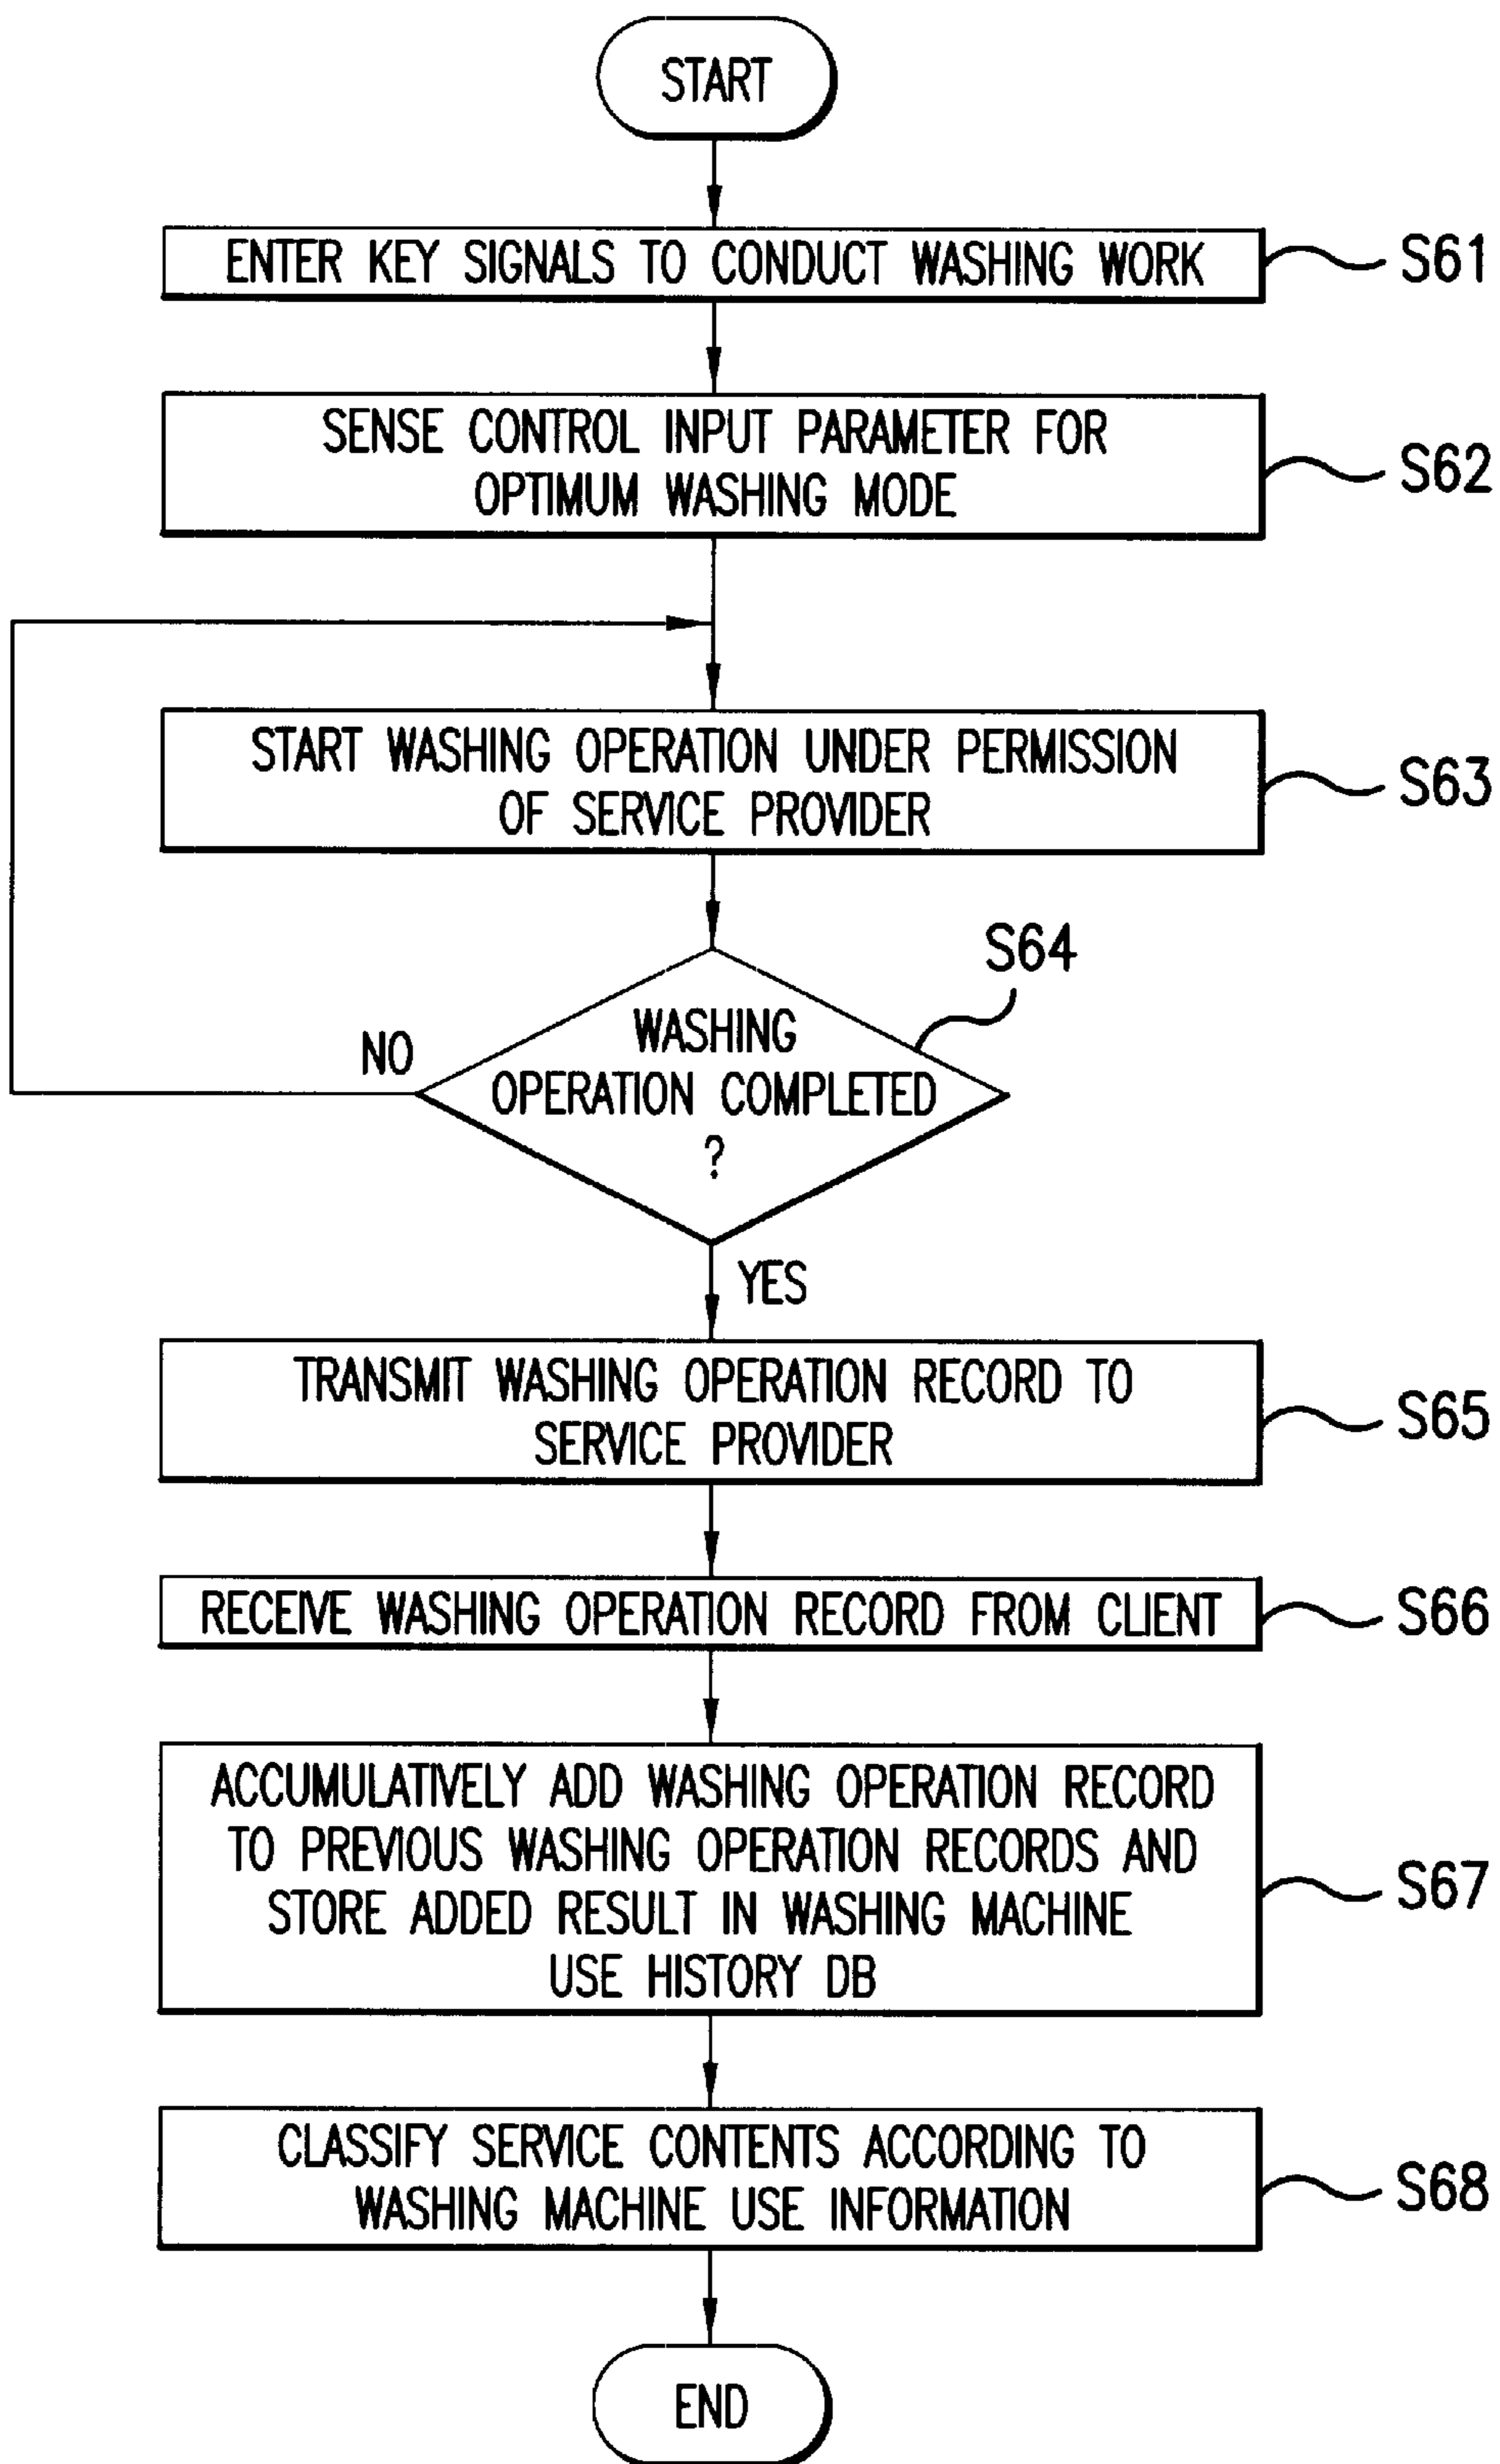 START
ENTER KEY SIGNALS TO CONDUCT WASHING WORK
S61
SENSE CONTROL INPUT PARAMETER FOR
OPTIMUM WASHING MODE
S62
START WASHING OPERATION UNDER PERMISSION
OF SERVICE PROVIDER
S63
S64
WASHING
OPERATION COMPLETED
?
NO
YES
TRANSMIT WASHING OPERATION RECORD TO
SERVICE PROVIDER
S65
RECEIVE WASHING OPERATION RECORD FROM CLIENT
S66
ACCUMULATIVELY ADD WASHING OPERATION RECORD
TO PREVIOUS WASHING OPERATION RECORDS AND
STORE ADDED RESULT IN WASHING MACHINE
USE HISTORY DB
S67
CLASSIFY SERVICE CONTENTS ACCORDING TO
WASHING MACHINE USE INFORMATION
S68
END